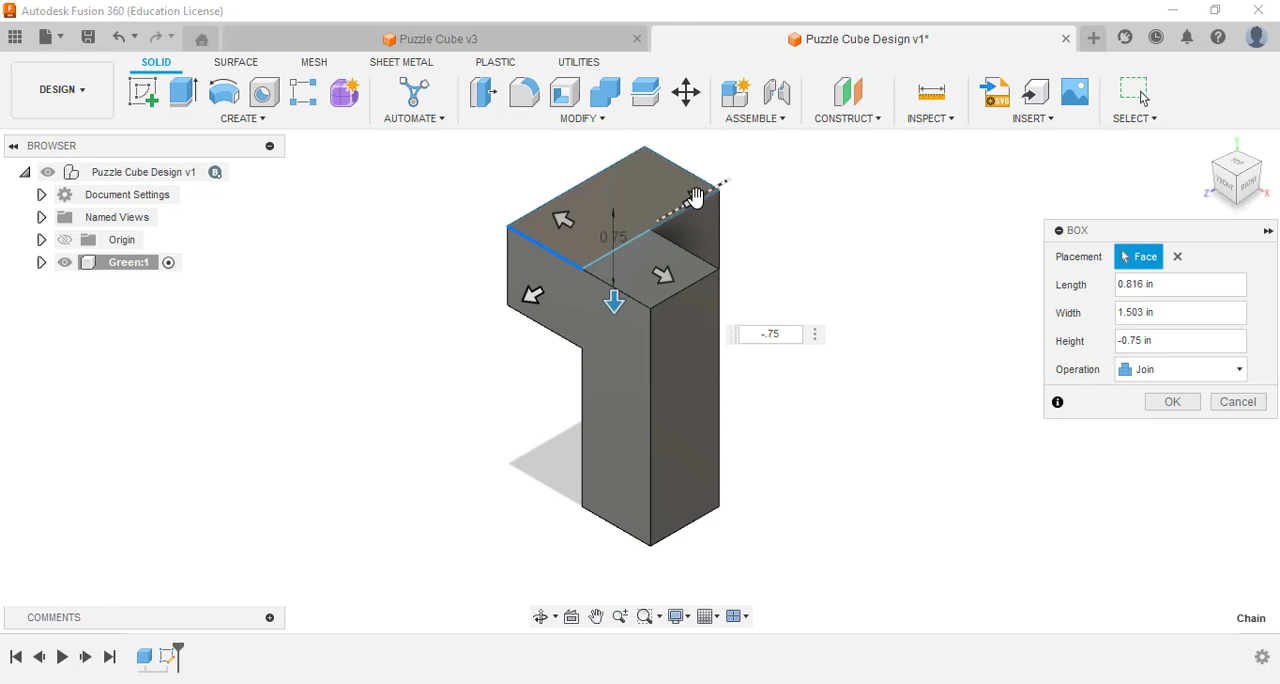 Autodesk Fusion 360 (Education License)
Puzzle Cube v3
Puzzle Cube Design v1*
DESIGN
SOLID
SURFACE
MESH
SHEET METAL
PLASTIC
UTILITIES
CREATE
AUTOMATE
MODIFY
ASSEMBLE
CONSTRUCT
INSPECT
INSERT
SELECT
BROWSER
Puzzle Cube Design v1
Document Settings
Named Views
Origin
Green:1
0.75
-.75
TOP
FRONT
RIGHT
Y
Z
X
BOX
Placement Face
Length 0.816 in
Width 1.503 in
Height -0.75 in
Operation Join
OK Cancel
COMMENTS
Chain